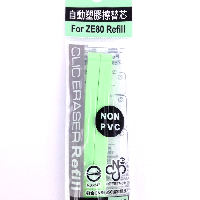 自動塑膠擦替芯
For ZE80 Refill
CLIC ERASER Refill
NON
PVC